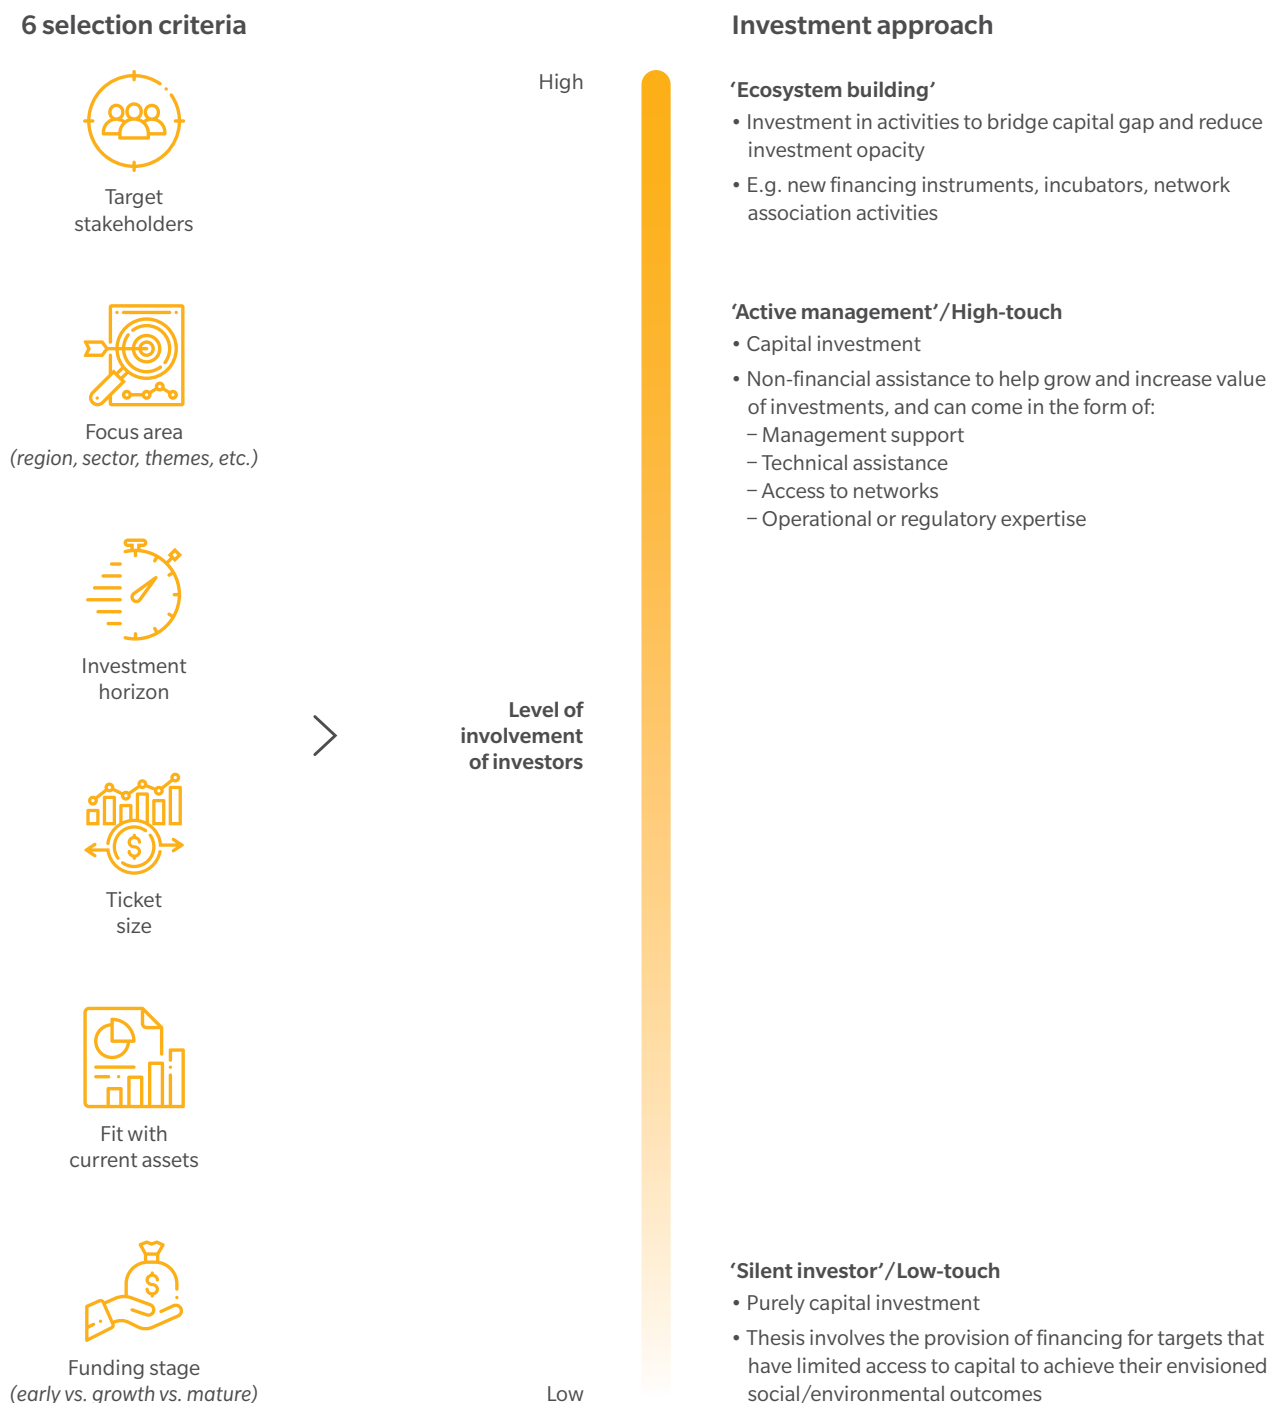 6 selection criteria
Target
stakeholders
Focus area
(region, sector, themes, etc.)
Investment
horizon
Ticket
size
Fit with
current assets
Funding stage
(early vs. growth vs. mature)
High
Level of
involvement
of investors
Low
Investment approach
‘Ecosystem building’
• Investment in activities to bridge capital gap and reduce
investment opacity
• E.g. new financing instruments, incubators, network
association activities
‘Active management’/High-touch
• Capital investment
• Non-financial assistance to help grow and increase value
of investments, and can come in the form of:
– Management support
– Technical assistance
– Access to networks
– Operational or regulatory expertise
‘Silent investor’/Low-touch
• Purely capital investment
• Thesis involves the provision of financing for targets that
have limited access to capital to achieve their envisioned
social/environmental outcomes